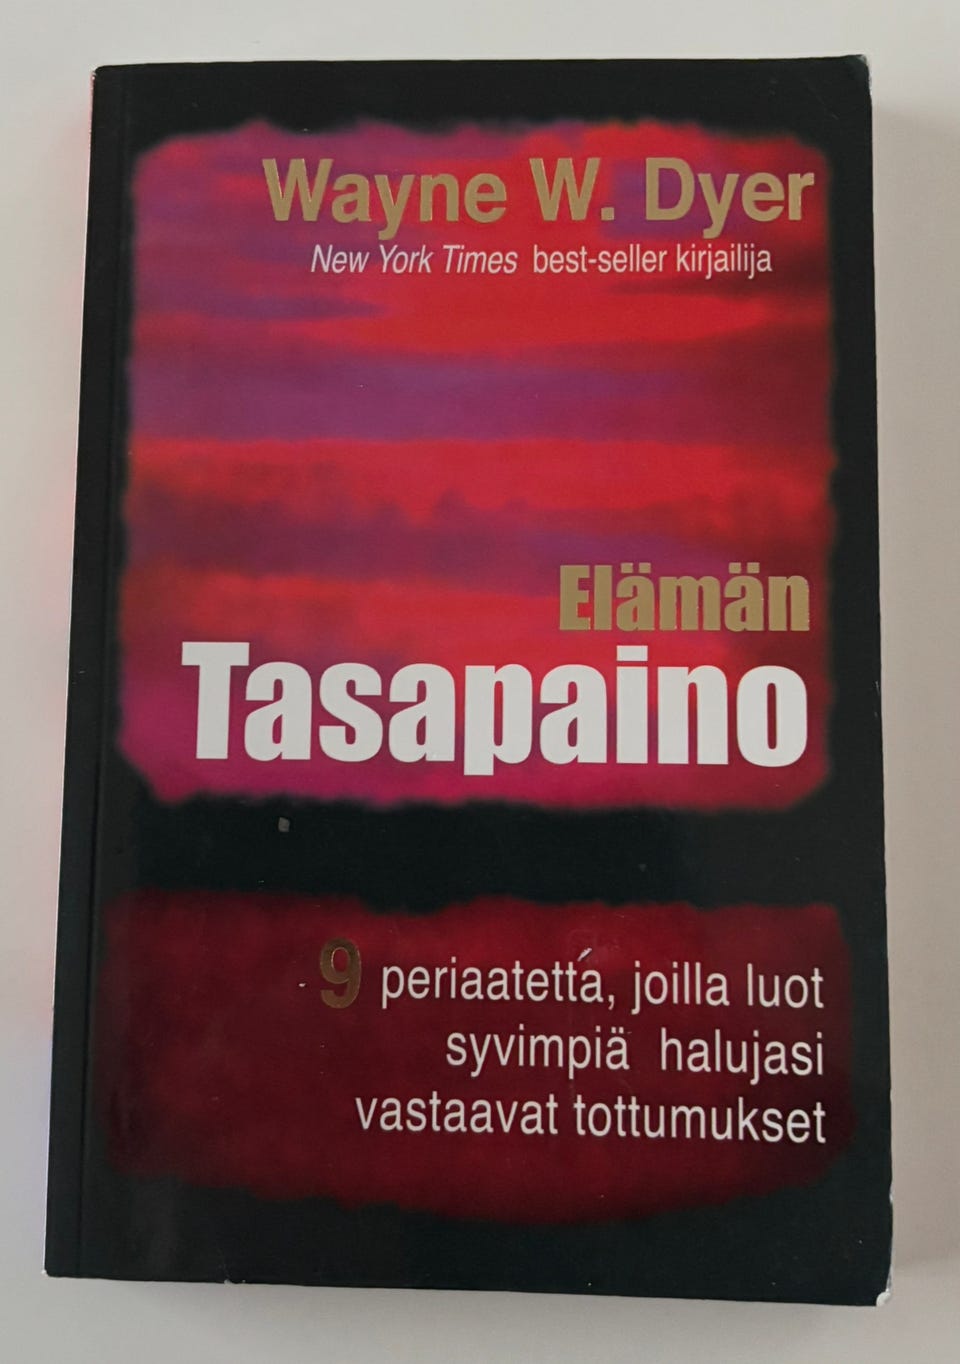 Wayne W. Dyer
New York Times best-seller kirjailija
Elämän
Tasapaino
9 periaatetta, joilla luot
syvimpiä halujasi
vastaavat tottumukset